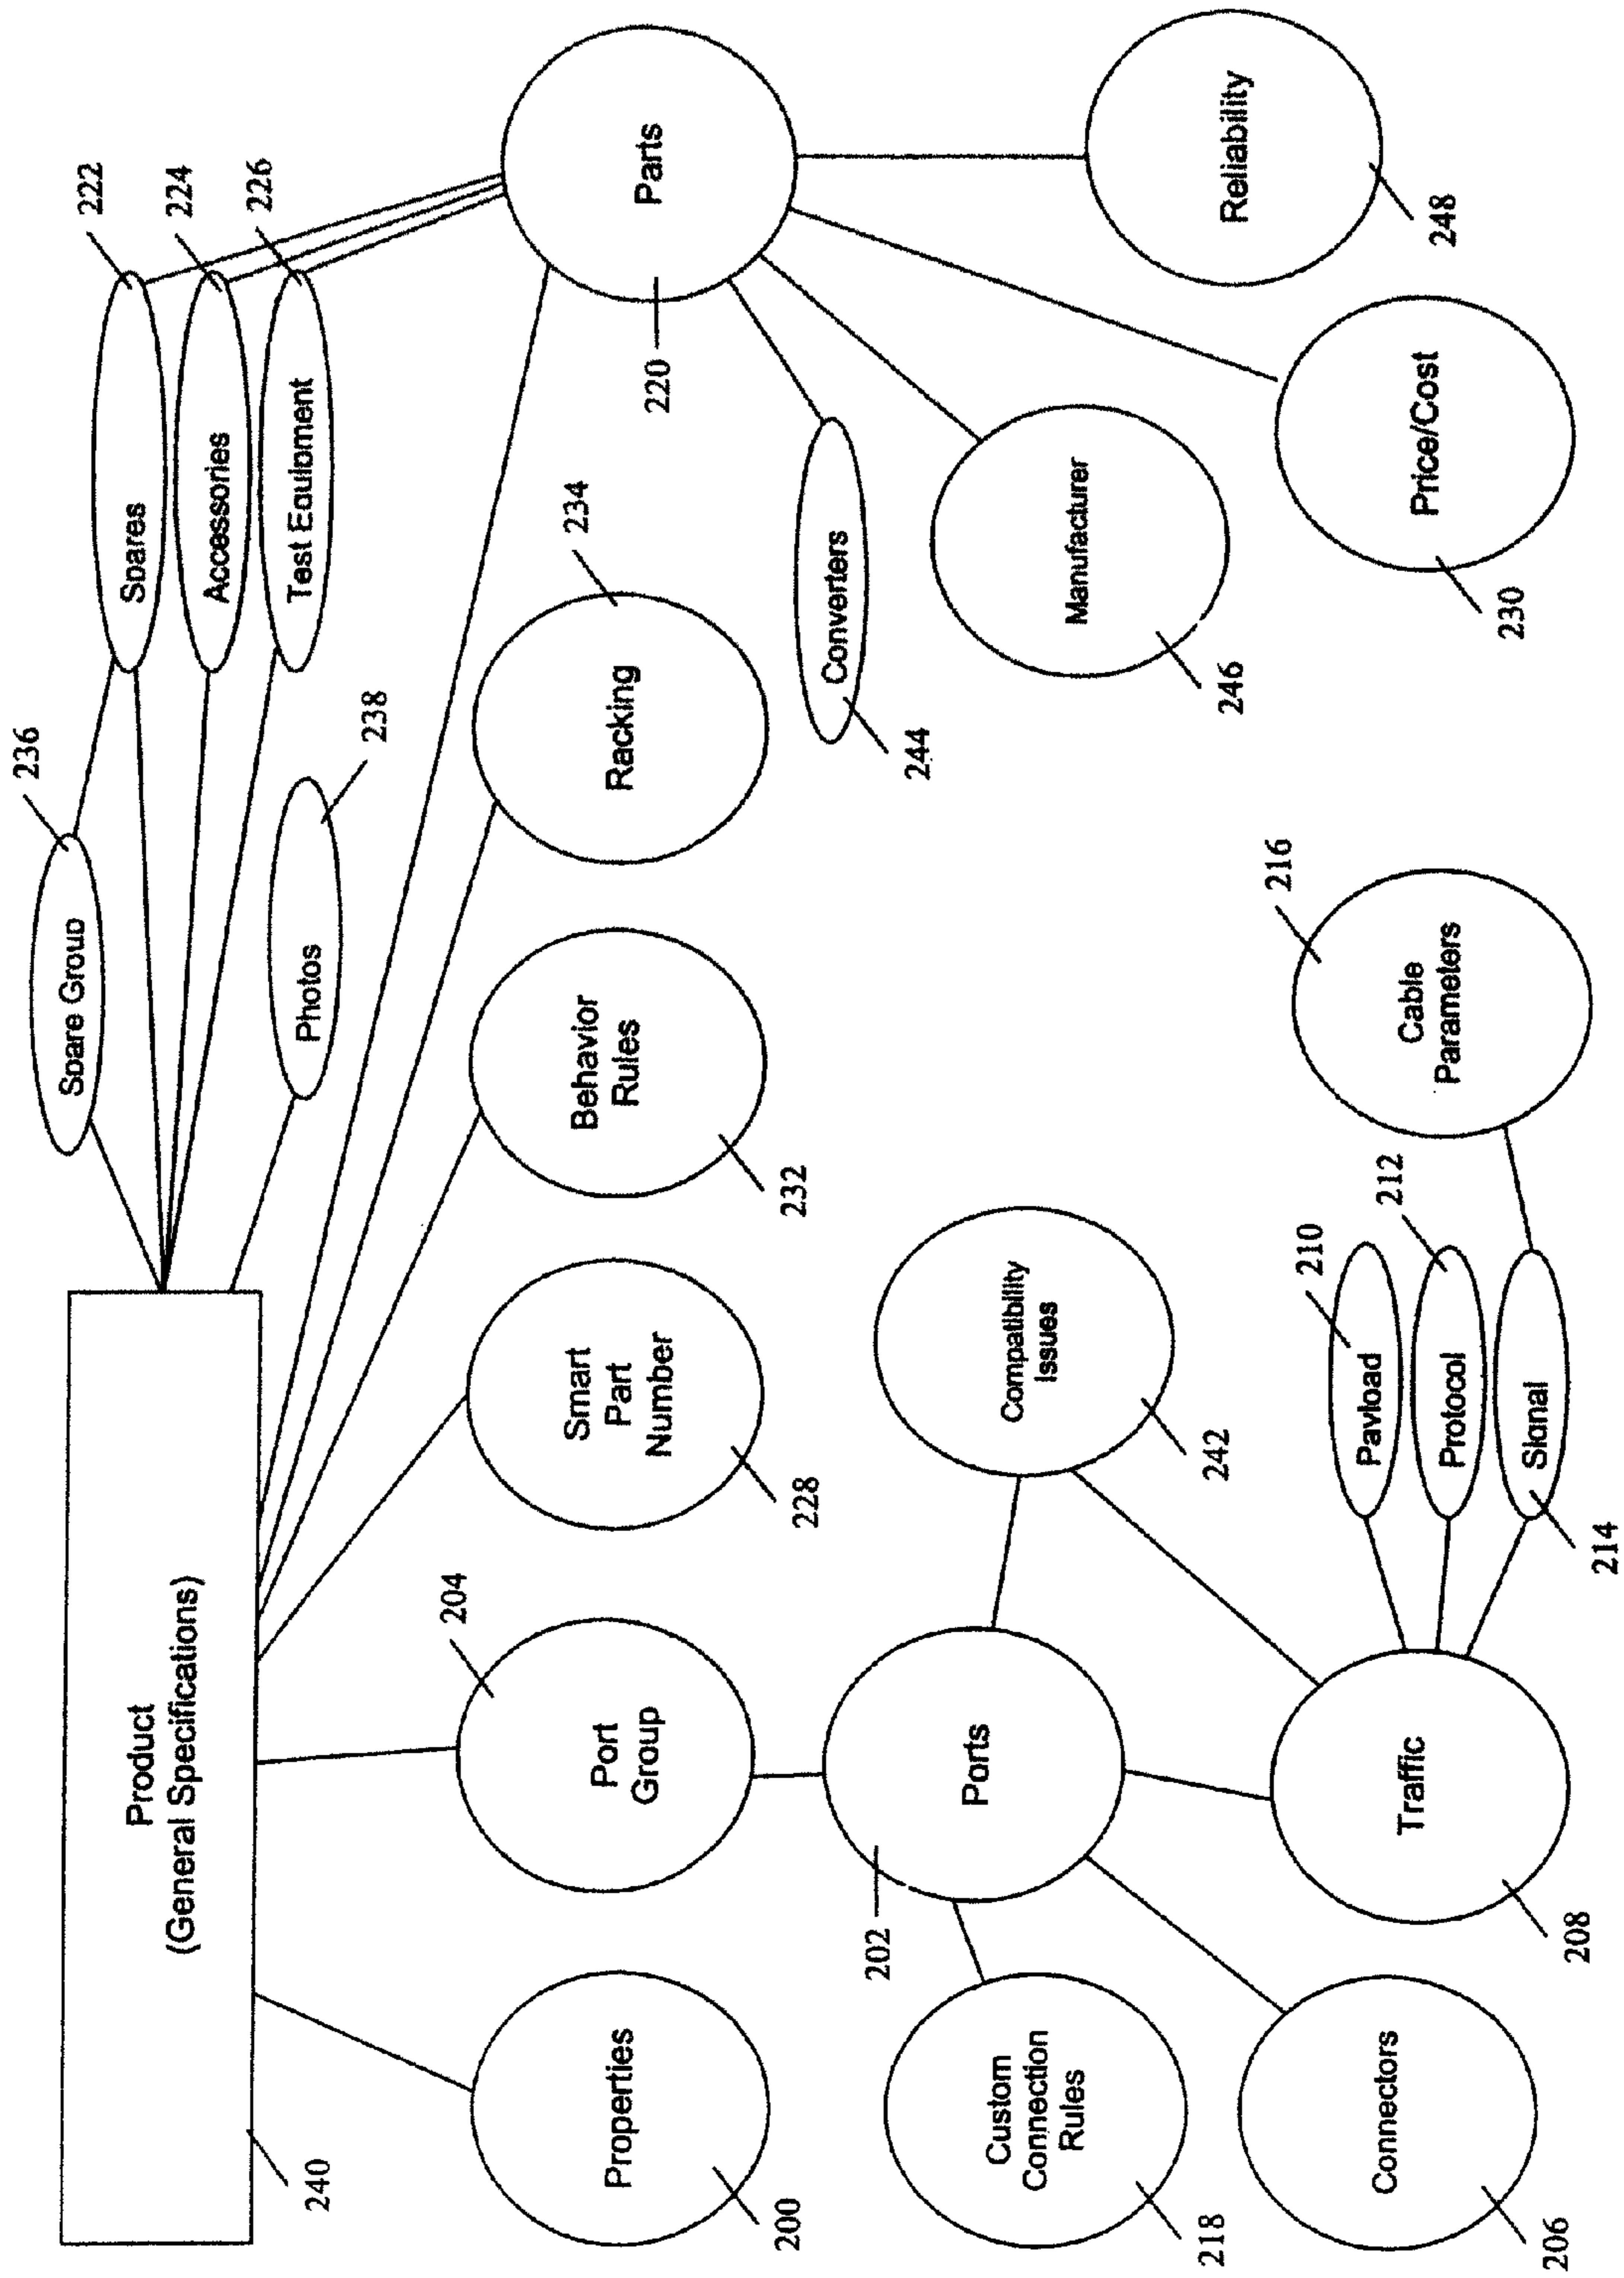 Product
(General Specifications)
240
Spare Group
236
Spares
222
Accessories
224
Test Equipment
226
Photos
238
Properties
200
Port
Group
204
Smart
Part
Number
228
Behavior
Rules
232
Racking
234
Parts
220
Custom
Connection
Rules
218
Ports
202
Compatibility
Issues
242
Converters
244
Manufacturer
246
Reliability
248
Connectors
206
Traffic
208
Payload
210
Protocol
212
Signal
214
Cable
Parameters
216
Price/Cost
230